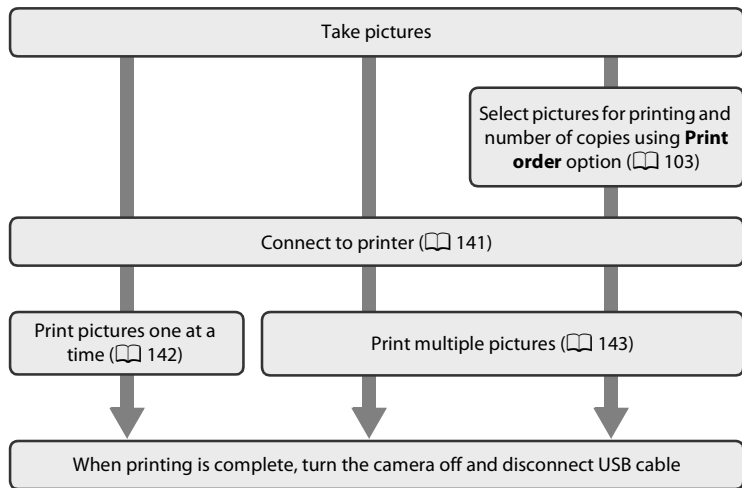 Take pictures
Select pictures for printing and
number of copies using Print
order option (📖 103)
Connect to printer (📖 141)
Print pictures one at a
time (📖 142)
Print multiple pictures (📖 143)
When printing is complete, turn the camera off and disconnect USB cable